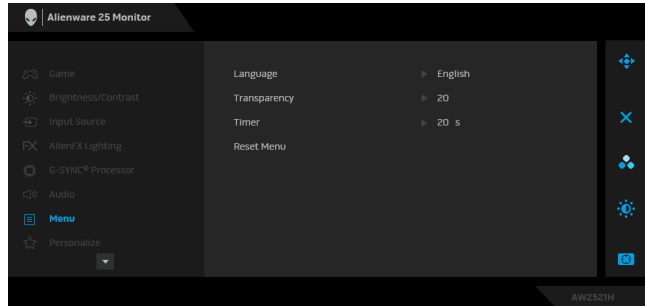 Alienware 25 Monitor
Game
Language English
Brightness/Contrast
Transparency 20
Input Source
Timer 20 s
AlienFX Lighting
Reset Menu
G-SYNC® Processor
Audio
Menu
Personalize
AW2521H